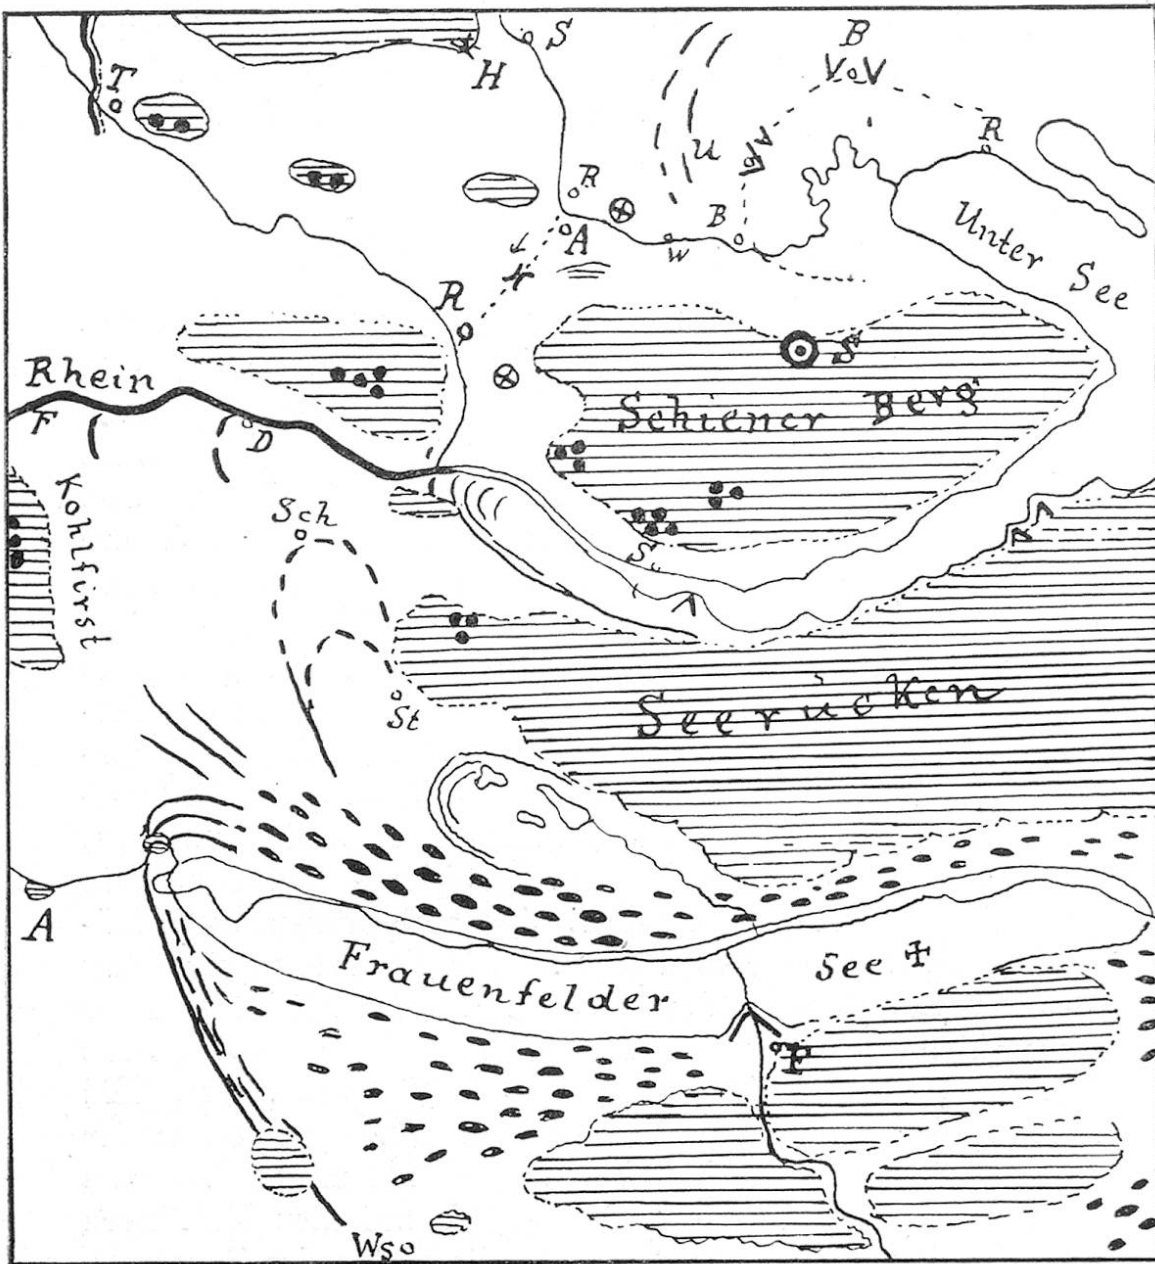 S
B
H
T
R
U
R
B
A
W
Unter
See
R
S
Rhein
Schiener Berg
F
D
Kohlfirst
Sch
S
St
Seerücken
A
Frauenfelder
See ✝
F
Ws